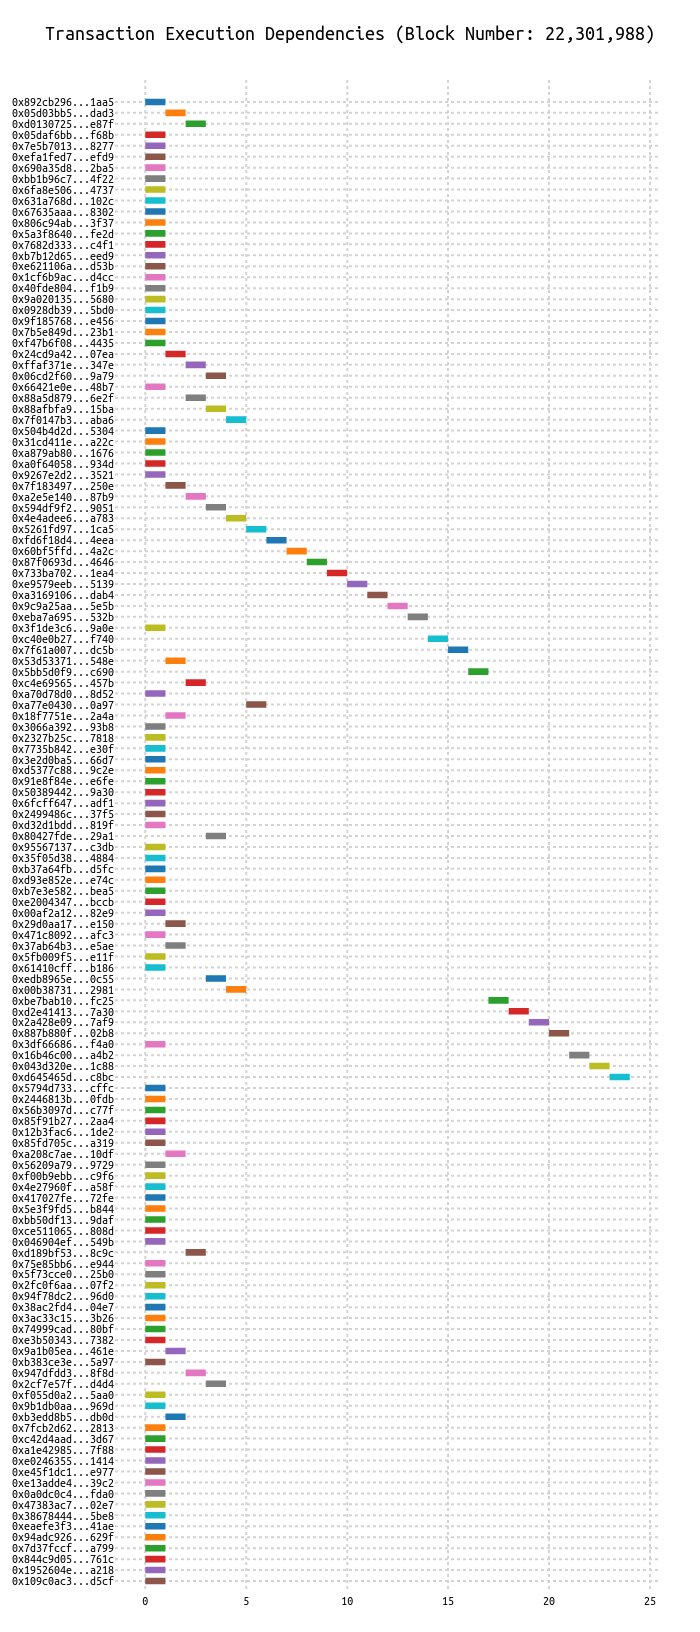 Transaction Execution Dependencies (Block Number: 22,301,988)
0x892cb296...1aa5
0x05d03bb5...dad3
0xd0130725...e87f
0x05daf6bb...f68b
0x7e5b7013...8277
0xefa1fed7...efd9
0x690a35d8...2ba5
0xbb1b96c7...4f22
0x6fa8e506...4737
0x631a768d...102c
0x67635aaa...8302
0x806c94ab...3f37
0x5a3f8640...fe2d
0x7682d333...c4f1
0xb7b12d65...eed9
0xe621106a...d53b
0x1cf6b9ac...d4cc
0x40fde804...f1b9
0x9a020135...5680
0x0928db39...5bd0
0x9f185768...e456
0x7b5e849d...23b1
0xf47b6f08...4435
0x24cd9a42...07ea
0xffaf371e...347e
0x06cd2f60...9a79
0x66421e0e...48b7
0x88a5d879...6e2f
0x88afbfa9...15ba
0x7f0147b3...aba6
0x504b4d2d...5304
0x31cd411e...a22c
0xa879ab80...1676
0xa0f64058...934d
0x9267e2d2...3521
0x7f183497...250e
0xa2e5e140...87b9
0x594df9f2...9051
0x4e4adee6...a783
0x5261fd97...1ca5
0xfd6f18d4...4eea
0x60bf5ffd...4a2c
0x87f0693d...4646
0x733ba702...1ea4
0xe9579eeb...5139
0xa3169106...dab4
0x9c9a25aa...5e5b
0xeba7a695...532b
0x3f1de3c6...9a0e
0xc40e0b27...f740
0x7f61a007...dc5b
0x53d53371...548e
0x5bb5d0f9...c690
0xc4e69565...457b
0xa70d78d0...8d52
0xa77e0430...0a97
0x18f7751e...2a4a
0x3066a392...93b8
0x2327b25c...7818
0x7735b842...e30f
0x3e2d0ba5...66d7
0xd5377c88...9c2e
0x91e8f84e...e6fe
0x50389442...9a30
0x6fcff647...adf1
0x2499486c...37f5
0xd32d1bdd...819f
0x80427fde...29a1
0x95567137...c3db
0x35f05d38...4884
0xb37a64fb...d5fc
0xd93e852e...e74c
0xb7e3e582...bea5
0xe2004347...bccb
0x00af2a12...82e9
0x29d0aa17...e150
0x471c8092...afc3
0x37ab64b3...e5ae
0x5fb009f5...e11f
0x61410cff...b186
0xedb8965e...0c55
0x00b38731...2981
0xbe7bab10...fc25
0xd2e41413...7a30
0x2a428e09...7af9
0x887b880f...02b8
0x3df66686...f4a0
0x16b46c00...a4b2
0x043d320e...1c88
0xd645465d...c8bc
0x5794d733...cffc
0x2446813b...0fdb
0x56b3097d...c77f
0x85f91b27...2aa4
0x12b3fac6...1de2
0x85fd705c...a319
0xa208c7ae...10df
0x56209a79...9729
0xf00b9ebb...c9f6
0x4e27960f...a58f
0x417027fe...72fe
0x5e3f9fd5...b844
0xbb50df13...9daf
0xce511065...808d
0x046904ef...549b
0xd189bf53...8c9c
0x75e85bb6...e944
0x5f73cce0...25b0
0x2fc0f6aa...07f2
0x94f78dc2...96d0
0x38ac2fd4...04e7
0x3ac33c15...3b26
0x74999cad...80bf
0xe3b50343...7382
0x9a1b05ea...461e
0xb383ce3e...5a97
0x947dfdd3...8f8d
0x2cf7e57f...d4d4
0xf055d0a2...5aa0
0x9b1db0aa...969d
0xb3edd8b5...db0d
0x7fcb2d62...2813
0xc42d4aad...3d67
0xa1e42985...7f88
0xe0246355...1414
0xe45f1dc1...e977
0xe13adde4...39c2
0x0a0dc0c4...fda0
0x47383ac7...02e7
0x38678444...5be8
0xeaefe3f3...41ae
0x94adc926...629f
0x7d37fccf...a799
0x844c9d05...761c
0x1952604e...a218
0x109c0ac3...d5cf
0 5 10 15 20 25